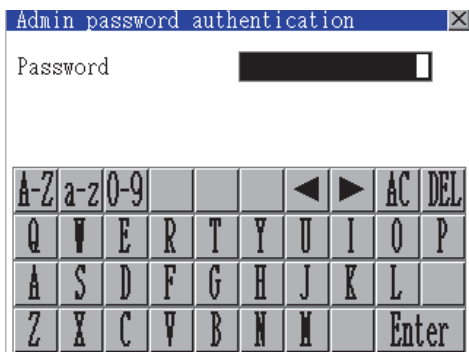 Admin password authentication
Password
A-Z a-z 0-9 ◀ ▶ AC DEL
Q W E R T Y U I O P
A S D F G H J K L
Z X C V B N M Enter